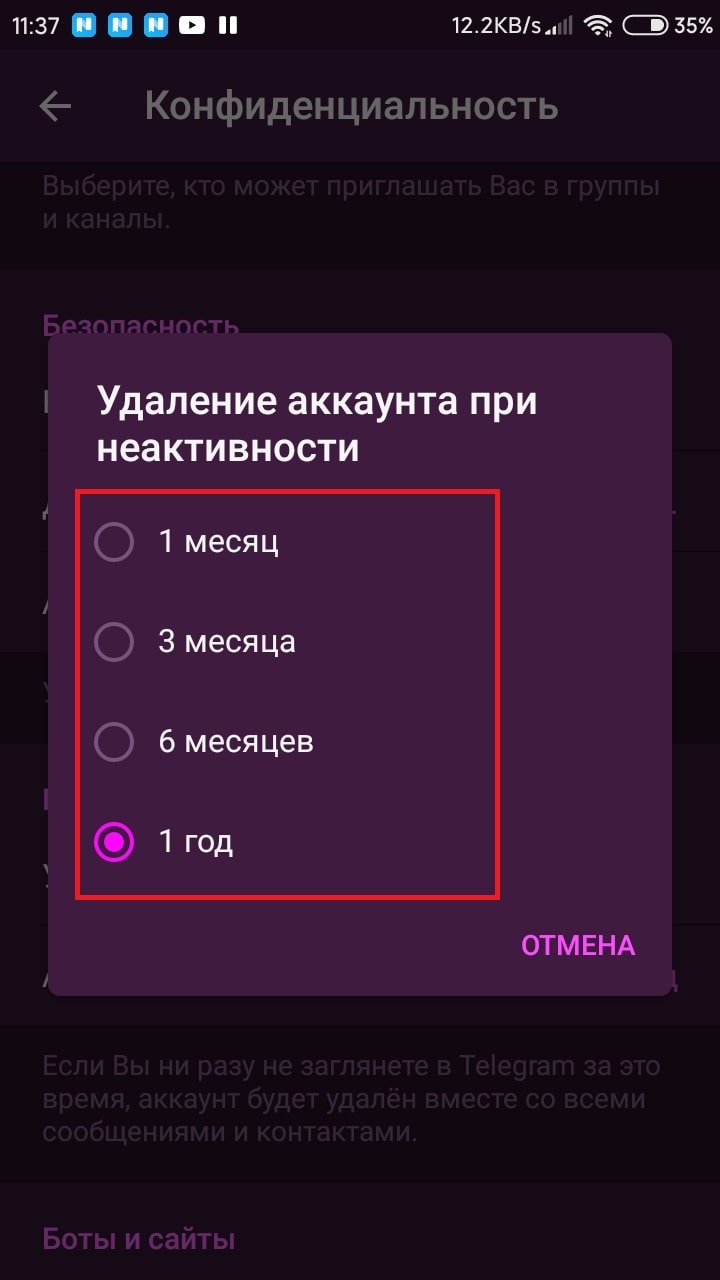 11:37 12.2KB/s 35%
Конфиденциальность
Выберите, кто может приглашать Вас в группы
и каналы.
Безопасность
Удаление аккаунта при
неактивности
1 месяц
3 месяца
6 месяцев
1 год
ОТМЕНА
Если Вы ни разу не заглянете в Telegram за это
время, аккаунт будет удалён вместе со всеми
сообщениями и контактами.
Боты и сайты